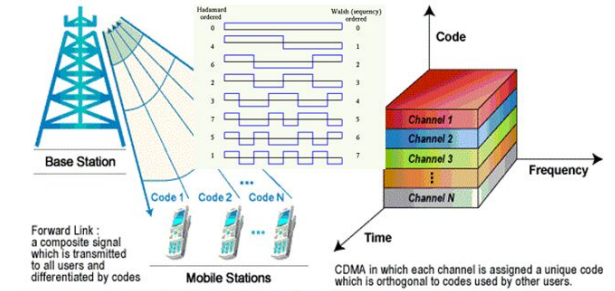 Hadamard ordered
Walsh (sequency) ordered
0 0
4 1
6 2
2 3
3 4
7 5
5 6
1 7
Base Station
Code 1 Code 2 ... Code N
...
Mobile Stations
Forward Link :
a composite signal
which is transmitted
to all users and
differentiated by codes
Code
Channel 1
Channel 2
Channel 3
⋮
Channel N
Frequency
Time
CDMA in which each channel is assigned a unique code
which is orthogonal to codes used by other users.